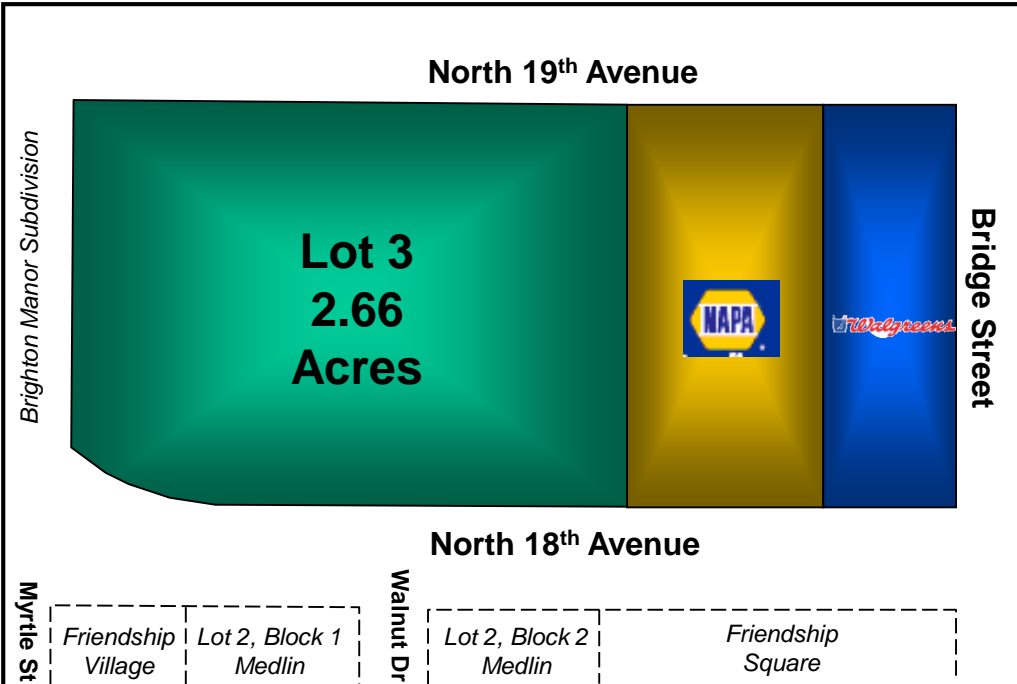 North 19th Avenue
Brighton Manor Subdivision
Lot 3
2.66
Acres
NAPA
Walgreens
Bridge Street
North 18th Avenue
Myrtle St
Friendship
Village
Lot 2, Block 1
Medlin
Walnut Dr
Lot 2, Block 2
Medlin
Friendship
Square